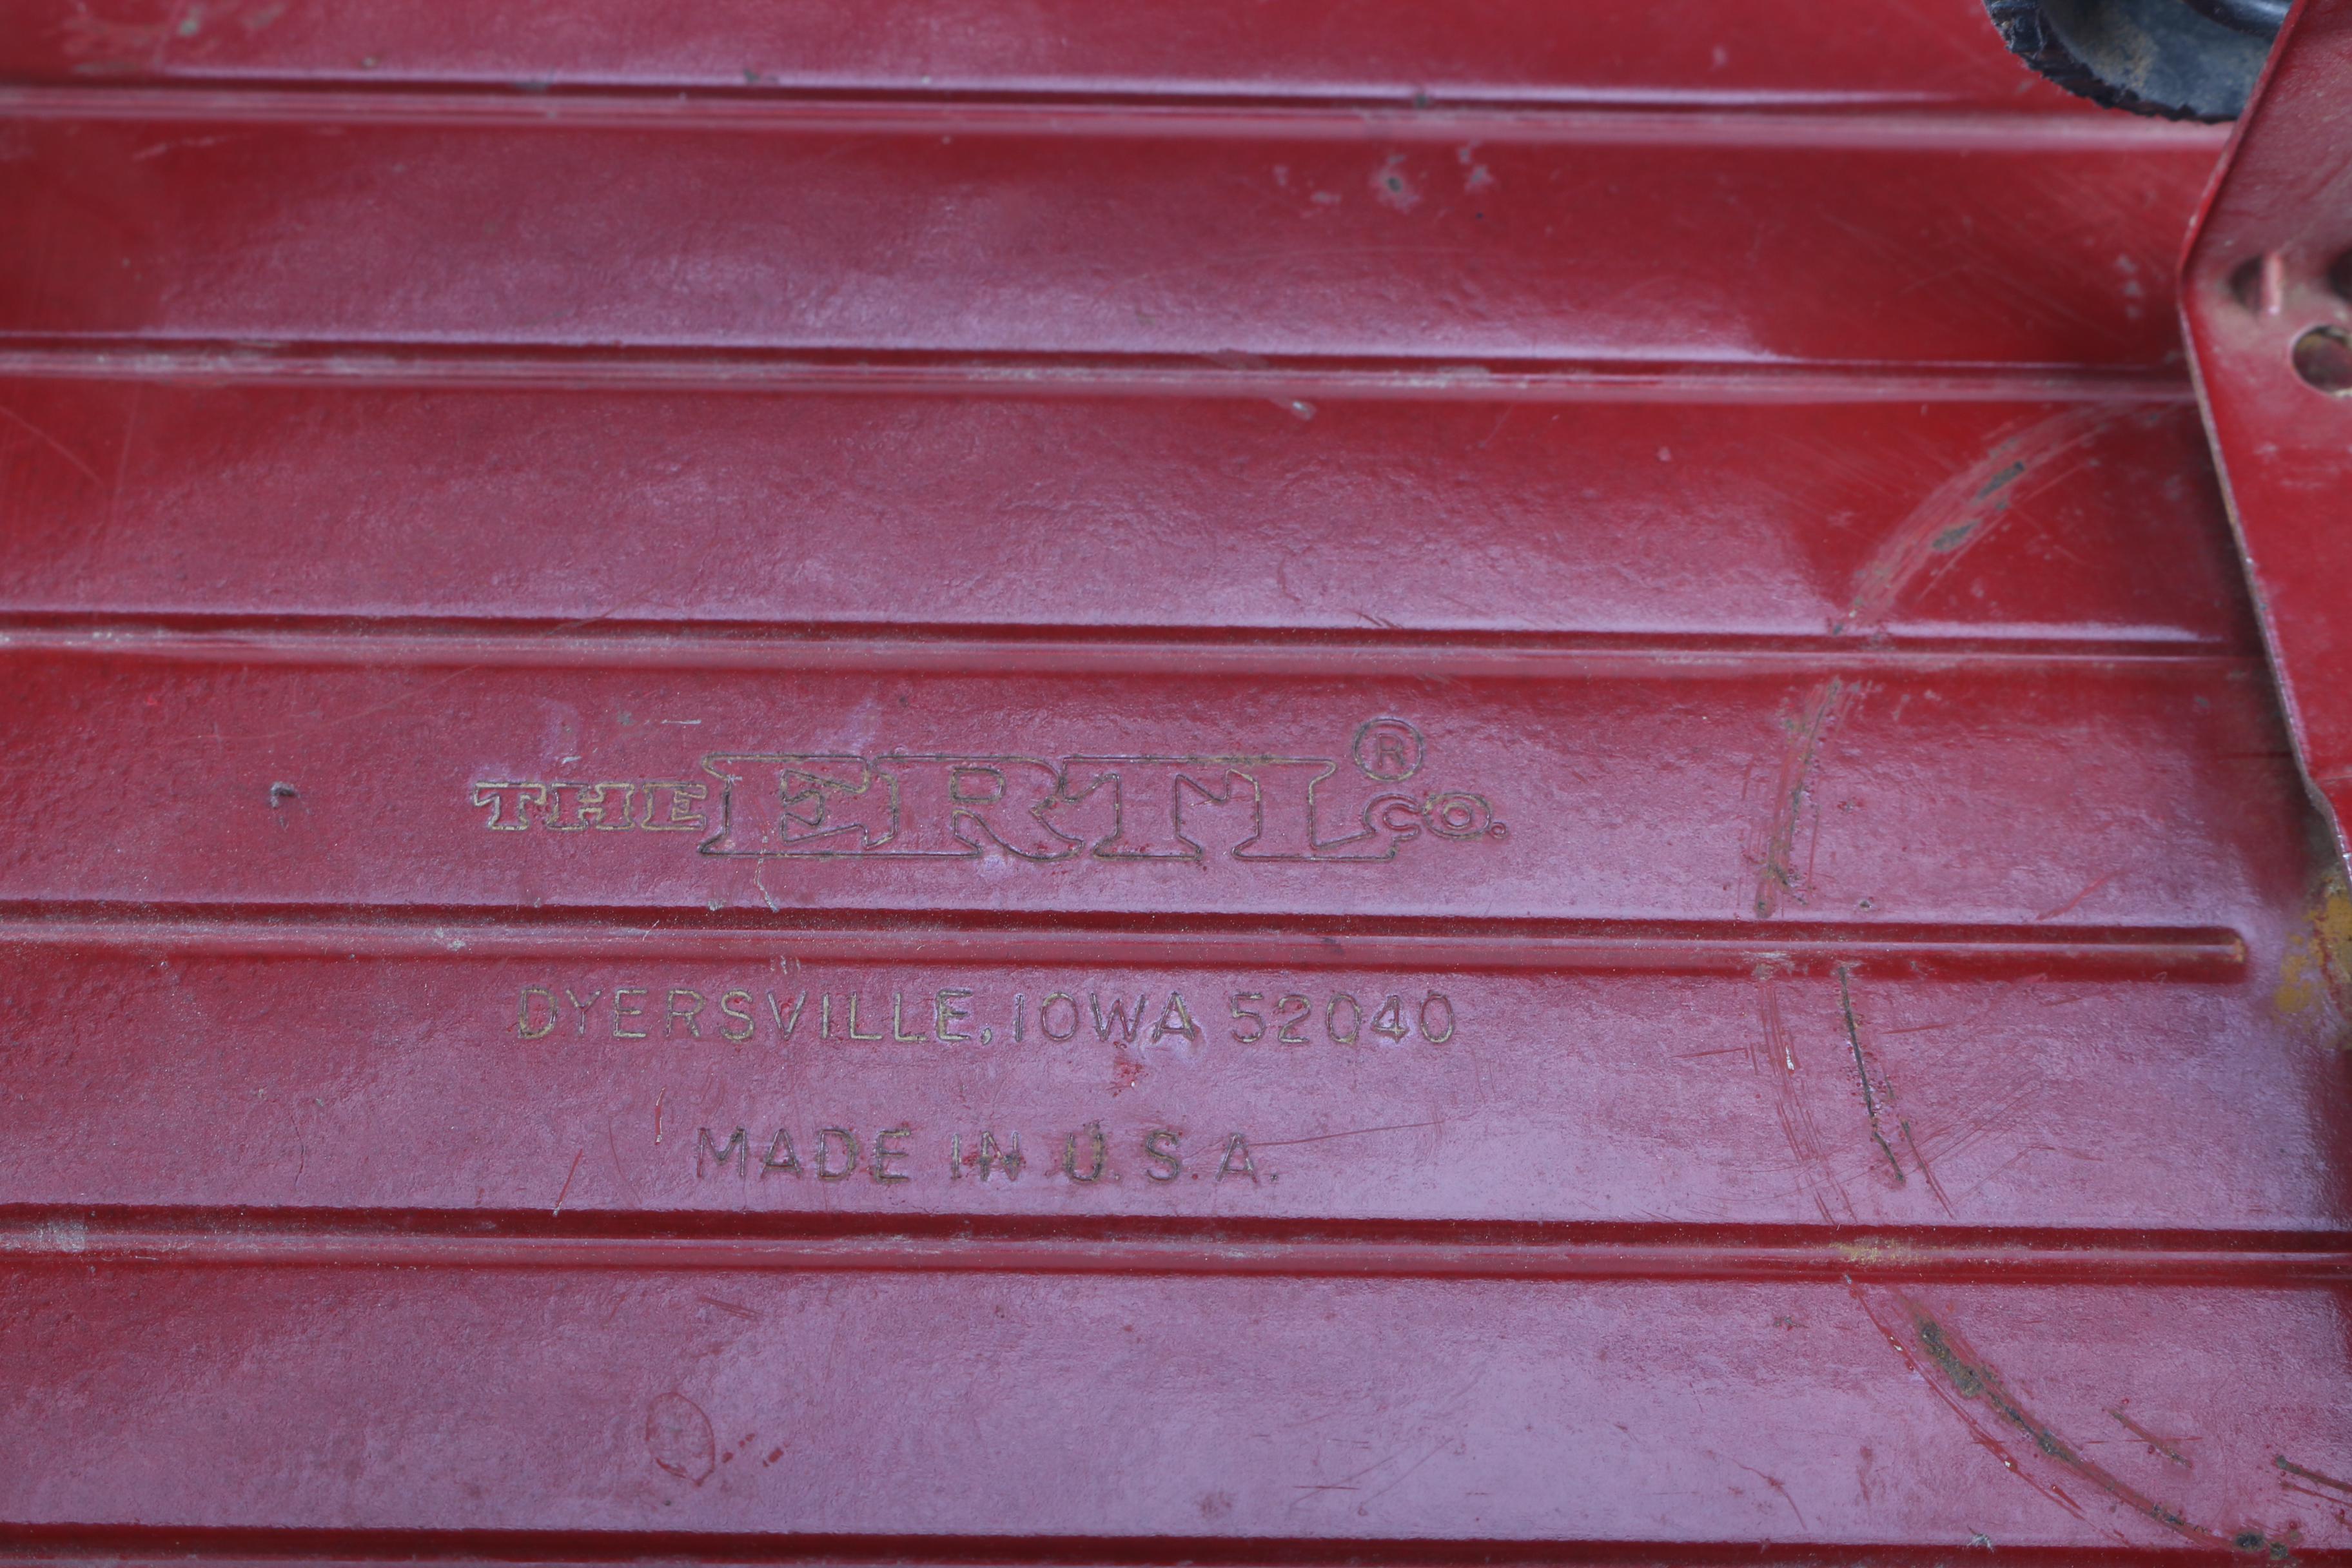 THE ERTL® CO.
DYERSVILLE, IOWA 52040
MADE IN U.S.A.